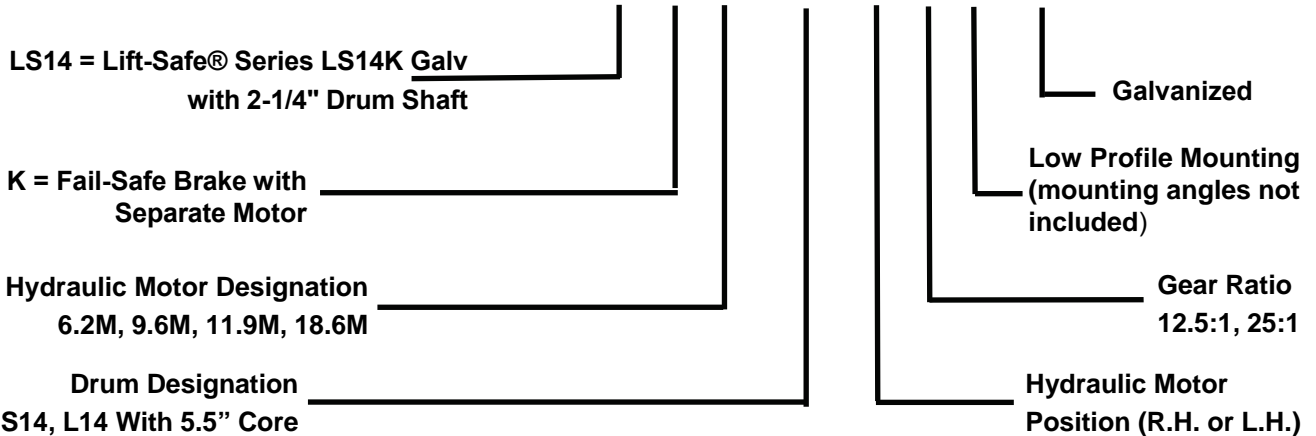 LS14 = Lift-Safe® Series LS14K Galv
with 2-1/4" Drum Shaft
K = Fail-Safe Brake with
Separate Motor
Hydraulic Motor Designation
6.2M, 9.6M, 11.9M, 18.6M
Drum Designation
S14, L14 With 5.5” Core
Galvanized
Low Profile Mounting
(mounting angles not
included)
Gear Ratio
12.5:1, 25:1
Hydraulic Motor
Position (R.H. or L.H.)